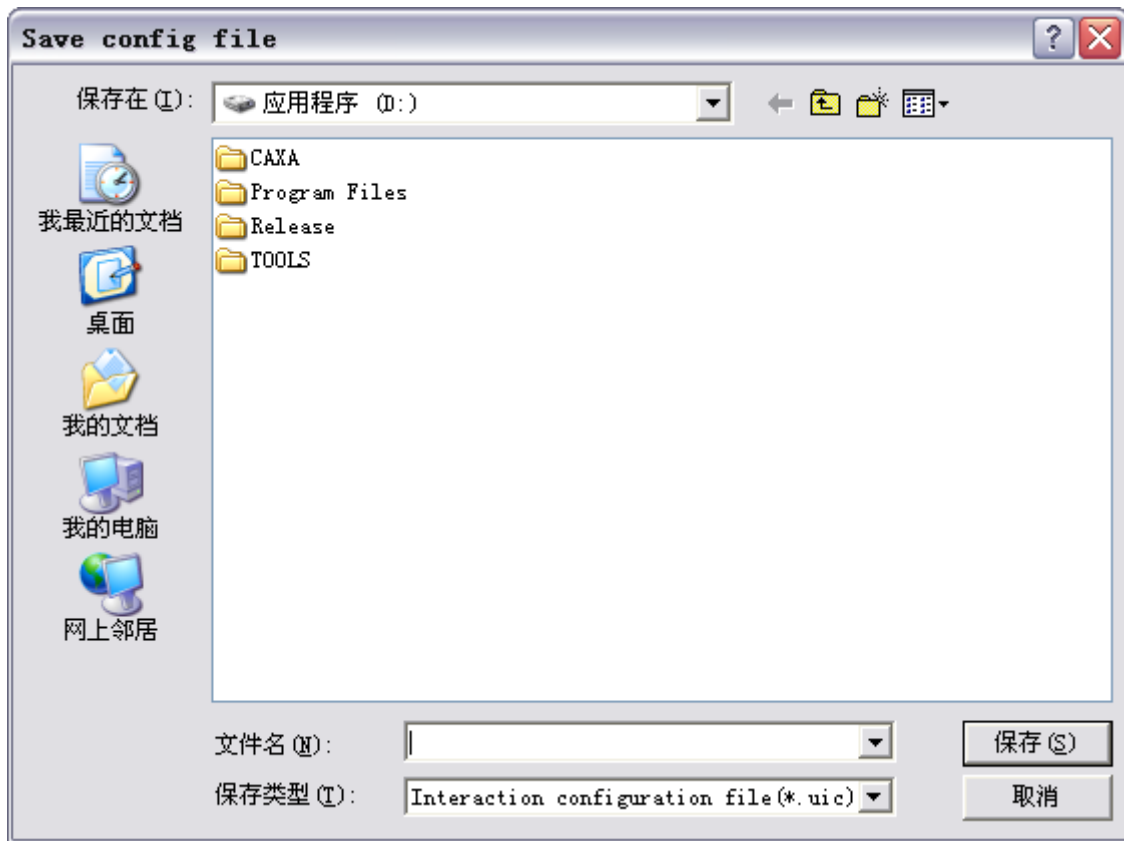 Save config file
保存在(I):
应用程序 (D:)
CAXA
Program Files
Release
TOOLS
我最近的文档
桌面
我的文档
我的电脑
网上邻居
文件名(N):
保存(S)
保存类型(T):
Interaction configuration file(*.uic)
取消